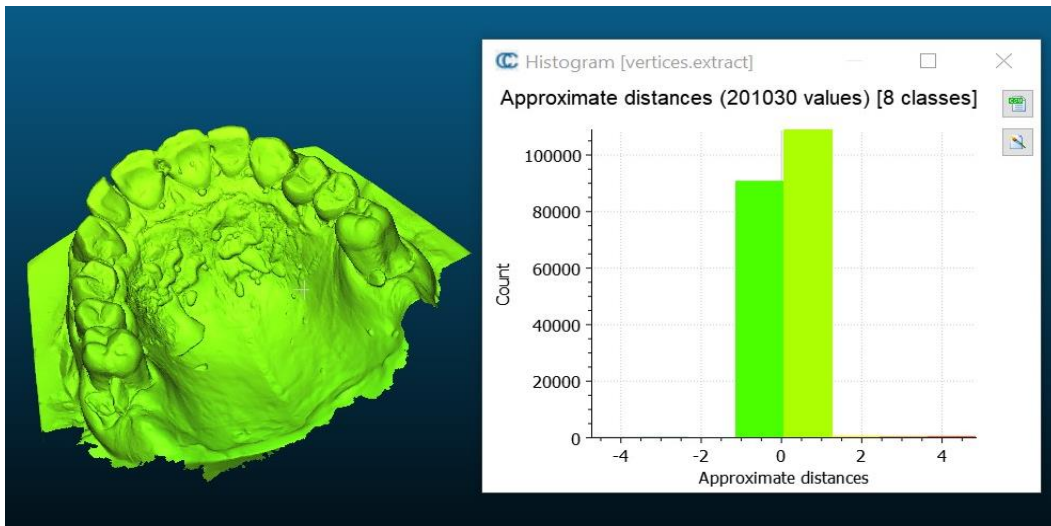 Histogram [vertices.extract]
Approximate distances (201030 values) [8 classes]
100000
80000
60000
40000
20000
0
Count
-4 -2 0 2 4
Approximate distances